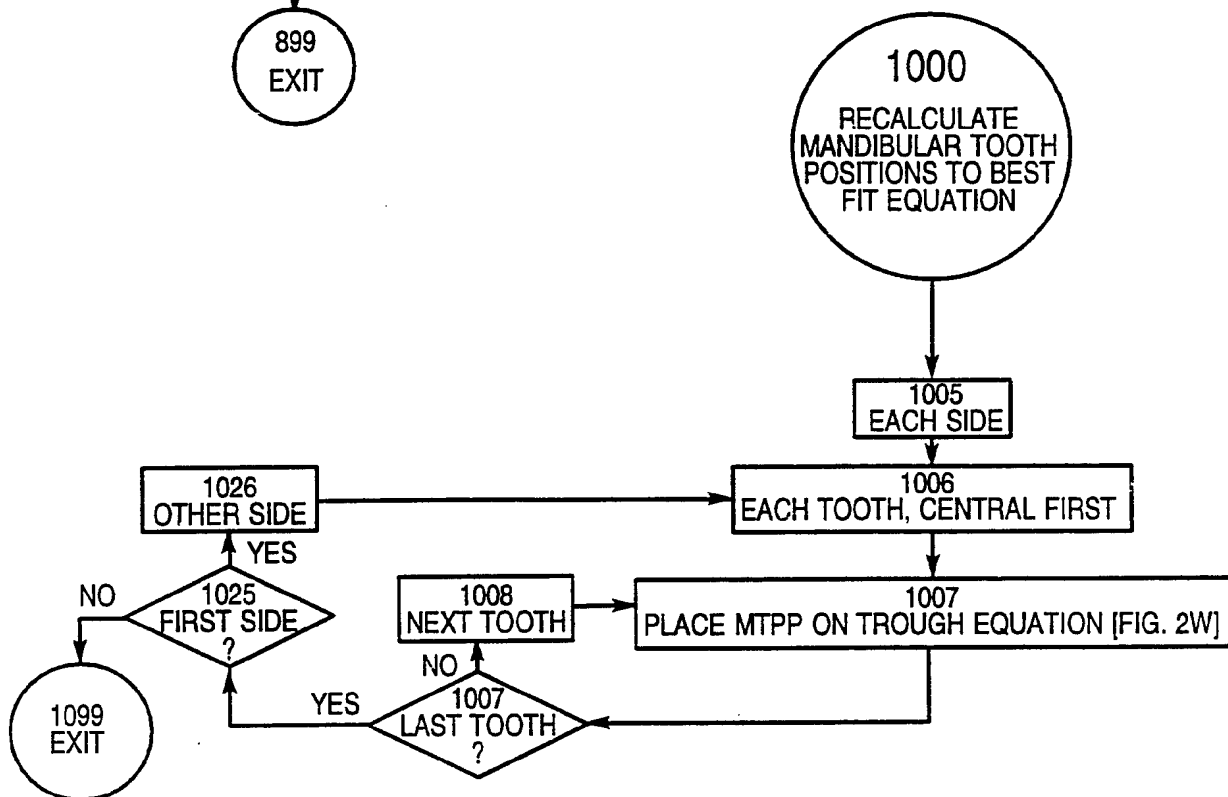 899
EXIT
1000
RECALCULATE
MANDIBULAR TOOTH
POSITIONS TO BEST
FIT EQUATION
1005
EACH SIDE
1006
EACH TOOTH, CENTRAL FIRST
1007
PLACE MTPP ON TROUGH EQUATION [FIG. 2W]
1008
NEXT TOOTH
NO
1007
LAST TOOTH
?
YES
1026
OTHER SIDE
YES
1025
FIRST SIDE
?
NO
1099
EXIT